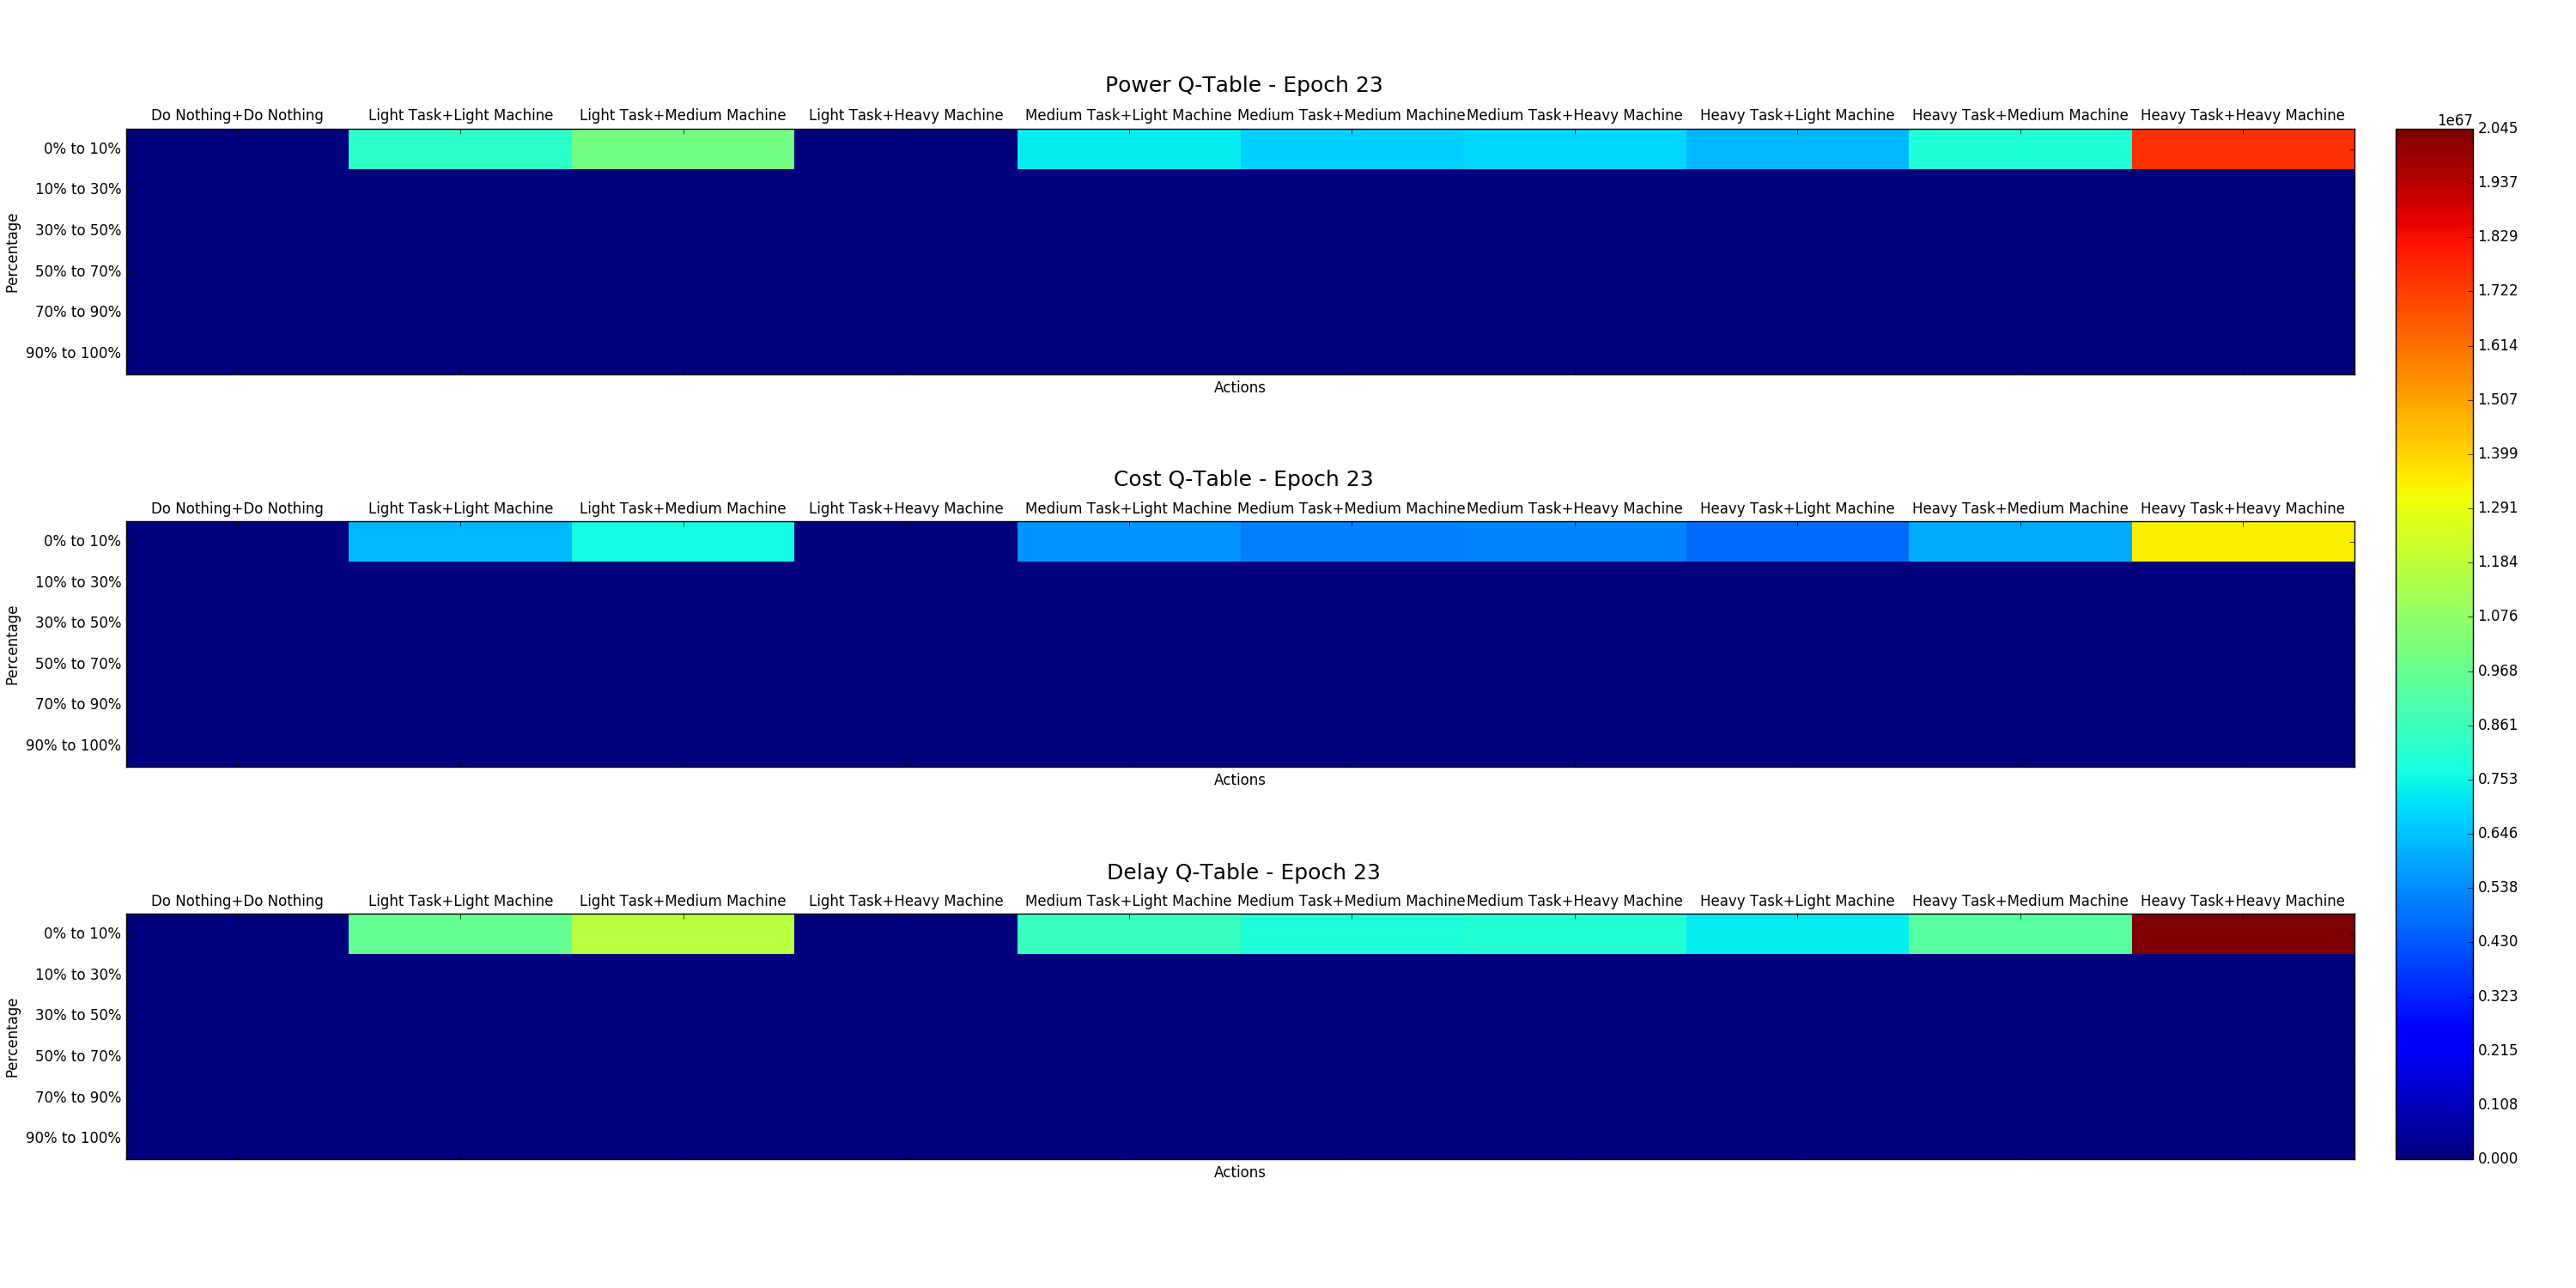 Power Q-Table - Epoch 23
Do Nothing+Do Nothing Light Task+Light Machine Light Task+Medium Machine Light Task+Heavy Machine Medium Task+Light Machine Medium Task+Medium Machine Medium Task+Heavy Machine Heavy Task+Light Machine Heavy Task+Medium Machine Heavy Task+Heavy Machine
Percentage
0% to 10%
10% to 30%
30% to 50%
50% to 70%
70% to 90%
90% to 100%
Actions
Cost Q-Table - Epoch 23
Do Nothing+Do Nothing Light Task+Light Machine Light Task+Medium Machine Light Task+Heavy Machine Medium Task+Light Machine Medium Task+Medium Machine Medium Task+Heavy Machine Heavy Task+Light Machine Heavy Task+Medium Machine Heavy Task+Heavy Machine
Percentage
0% to 10%
10% to 30%
30% to 50%
50% to 70%
70% to 90%
90% to 100%
Actions
Delay Q-Table - Epoch 23
Do Nothing+Do Nothing Light Task+Light Machine Light Task+Medium Machine Light Task+Heavy Machine Medium Task+Light Machine Medium Task+Medium Machine Medium Task+Heavy Machine Heavy Task+Light Machine Heavy Task+Medium Machine Heavy Task+Heavy Machine
Percentage
0% to 10%
10% to 30%
30% to 50%
50% to 70%
70% to 90%
90% to 100%
Actions
1e67
2.045
1.937
1.829
1.722
1.614
1.507
1.399
1.291
1.184
1.076
0.968
0.861
0.753
0.646
0.538
0.430
0.323
0.215
0.108
0.000